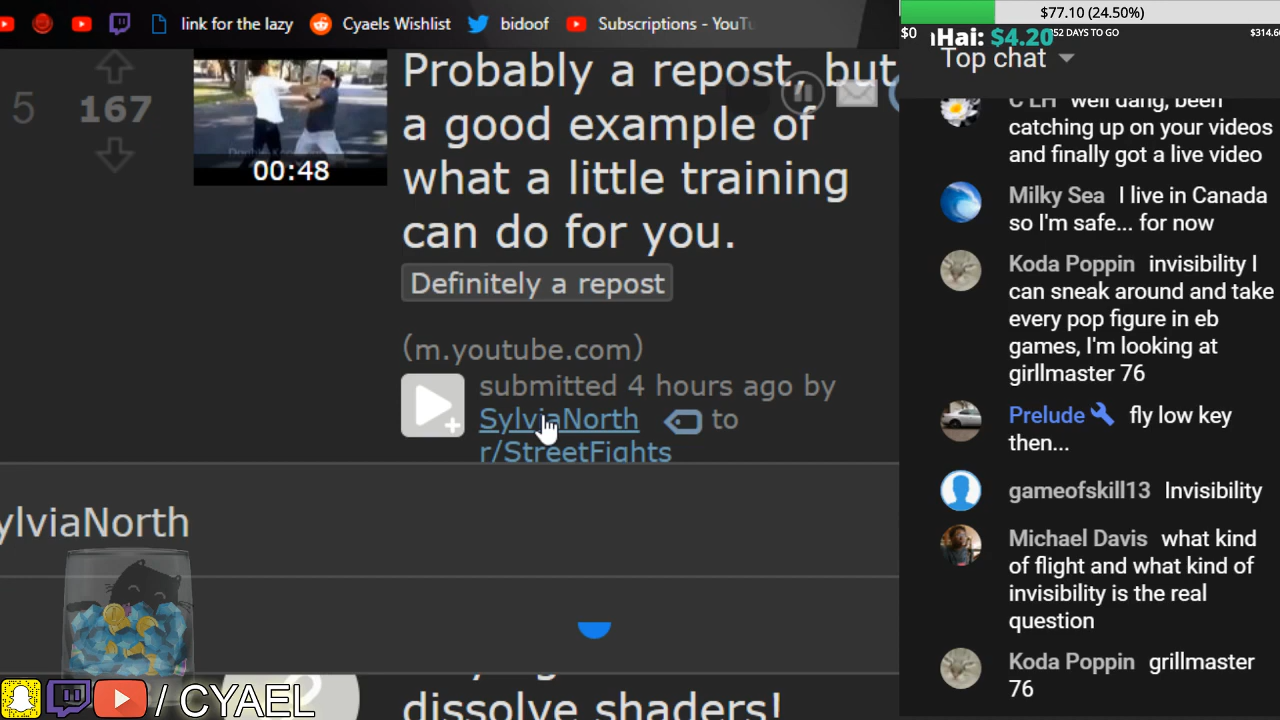 link for the lazy
Cyaels Wishlist
bidoof
Subscriptions - YouTu
$77.10 (24.50%)
$0
Hai: $4.20
352 DAYS TO GO
$314.6
Top chat
5
167
00:48
Probably a repost, but
a good example of
what a little training
can do for you.
Definitely a repost
(m.youtube.com)
submitted 4 hours ago by
SylviaNorth
to
r/StreetFights
ylviaNorth
dissolve shaders!
/ CYAEL
C LH well dang, been
catching up on your videos
and finally got a live video
Milky Sea I live in Canada
so I'm safe... for now
Koda Poppin invisibility I
can sneak around and take
every pop figure in eb
games, I'm looking at
girllmaster 76
Prelude fly low key
then...
gameofskill13 Invisibility
Michael Davis what kind
of flight and what kind of
invisibility is the real
question
Koda Poppin grillmaster
76